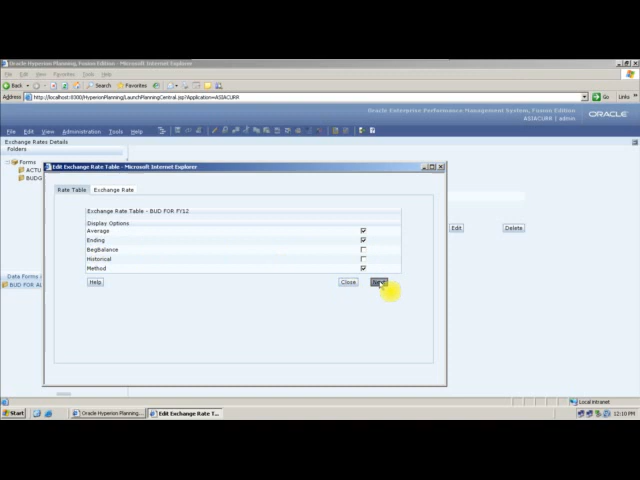 Oracle Hyperion Planning, Fusion Edition - Microsoft Internet Explorer
File Edit View Favorites Tools Help
Back Search Favorites
Address http://localhost:8300/HyperionPlanning/LaunchPlanningCentral.jsp?Application=ASIACURR Go Links »
Oracle Enterprise Performance Management System, Fusion Edition
ASIACURR | admin
ORACLE
File Edit View Administration Tools Help
Exchange Rates Details
Folders
Forms
ACTU
BUDG
Edit Exchange Rate Table - Microsoft Internet Explorer
Rate Table Exchange Rate
Exchange Rate Table - BUD FOR FY12
Display Options
Average
Ending
BegBalance
Historical
Method
Help Close Next
Edit Delete
Data Forms
BUD FOR AL
Local intranet
Start Oracle Hyperion Planning... Edit Exchange Rate T... 12:10 PM